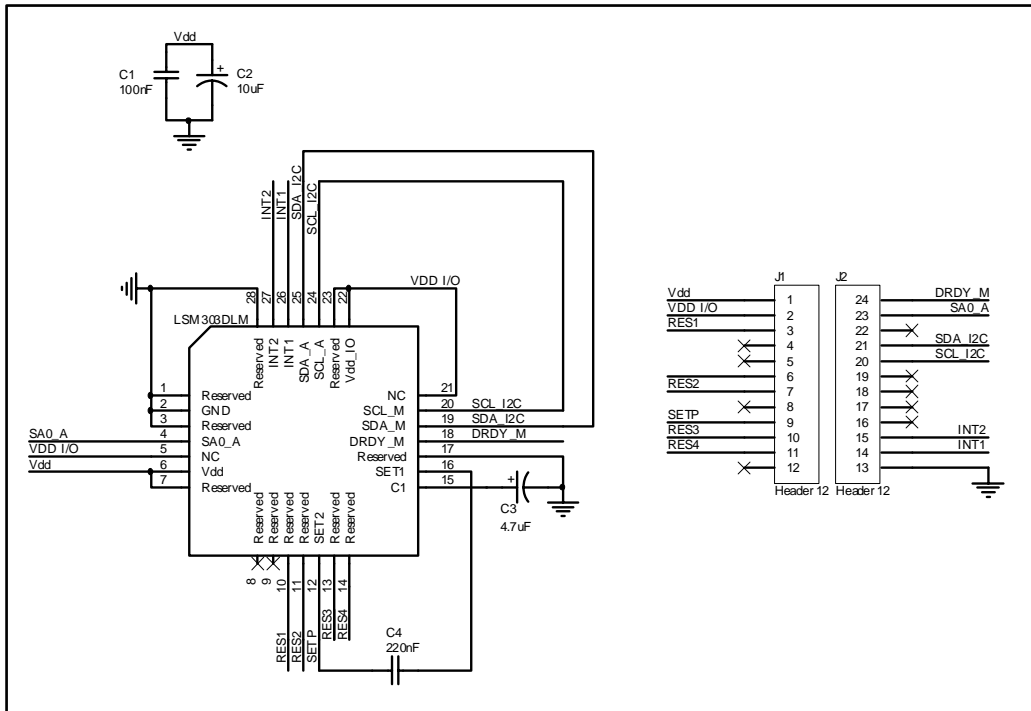 Vdd
C1
100nF
C2
10uF
INT2
INT1
SDA_I2C
SCL_I2C
VDD I/O
28
27
26
25
24
23
22
LSM303DLM
Reserved
INT2
INT1
SDA_A
SCL_A
Reserved
Vdd_IO
1 Reserved
2 GND
3 Reserved
SA0_A 4 SA0_A
VDD I/O 5 NC
Vdd 6 Vdd
7 Reserved
NC 21
SCL_M 20 SCL_I2C
SDA_M 19 SDA_I2C
DRDY_M 18 DRDY_M
Reserved 17
SET1 16
C1 15
Reserved
Reserved
Reserved
Reserved
SET2
Reserved
Reserved
8
9
10
11
12
13
14
RES1
RES2
SETP
RES3
RES4
C3
4.7uF
C4
220nF
J1
Vdd 1
VDD I/O 2
RES1 3
4
5
6
RES2 7
8
SETP 9
RES3 10
RES4 11
12
Header 12
J2
24 DRDY_M
23 SA0_A
22
21 SDA_I2C
20 SCL_I2C
19
18
17
16
15 INT2
14 INT1
13
Header 12